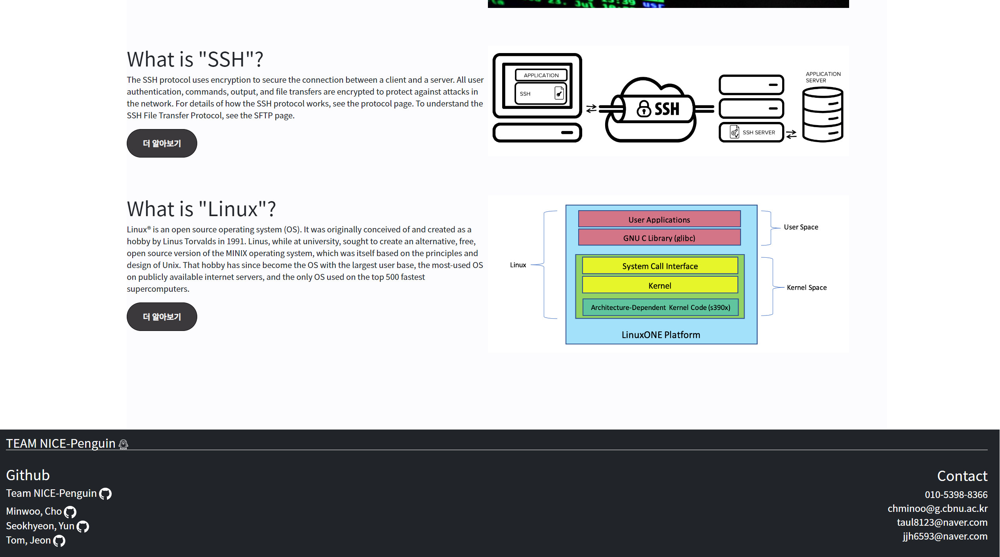 23. Jul
usr
What is "SSH"?
The SSH protocol uses encryption to secure the connection between a client and a server. All user
authentication, commands, output, and file transfers are encrypted to protect against attacks in
the network. For details of how the SSH protocol works, see the protocol page. To understand the
SSH File Transfer Protocol, see the SFTP page.
더 알아보기
APPLICATION
SSH
SSH
SSH SERVER
APPLICATION
SERVER
What is "Linux"?
Linux® is an open source operating system (OS). It was originally conceived of and created as a
hobby by Linus Torvalds in 1991. Linus, while at university, sought to create an alternative, free,
open source version of the MINIX operating system, which was itself based on the principles and
design of Unix. That hobby has since become the OS with the largest user base, the most-used OS
on publicly available internet servers, and the only OS used on the top 500 fastest
supercomputers.
더 알아보기
User Applications
GNU C Library (glibc)
User Space
Linux
System Call Interface
Kernel
Architecture-Dependent Kernel Code (s390x)
Kernel Space
LinuxONE Platform
TEAM NICE-Penguin
Github
Team NICE-Penguin
Minwoo, Cho
Seokhyeon, Yun
Tom, Jeon
Contact
010-5398-8366
chminoo@g.cbnu.ac.kr
taul8123@naver.com
jjh6593@naver.com